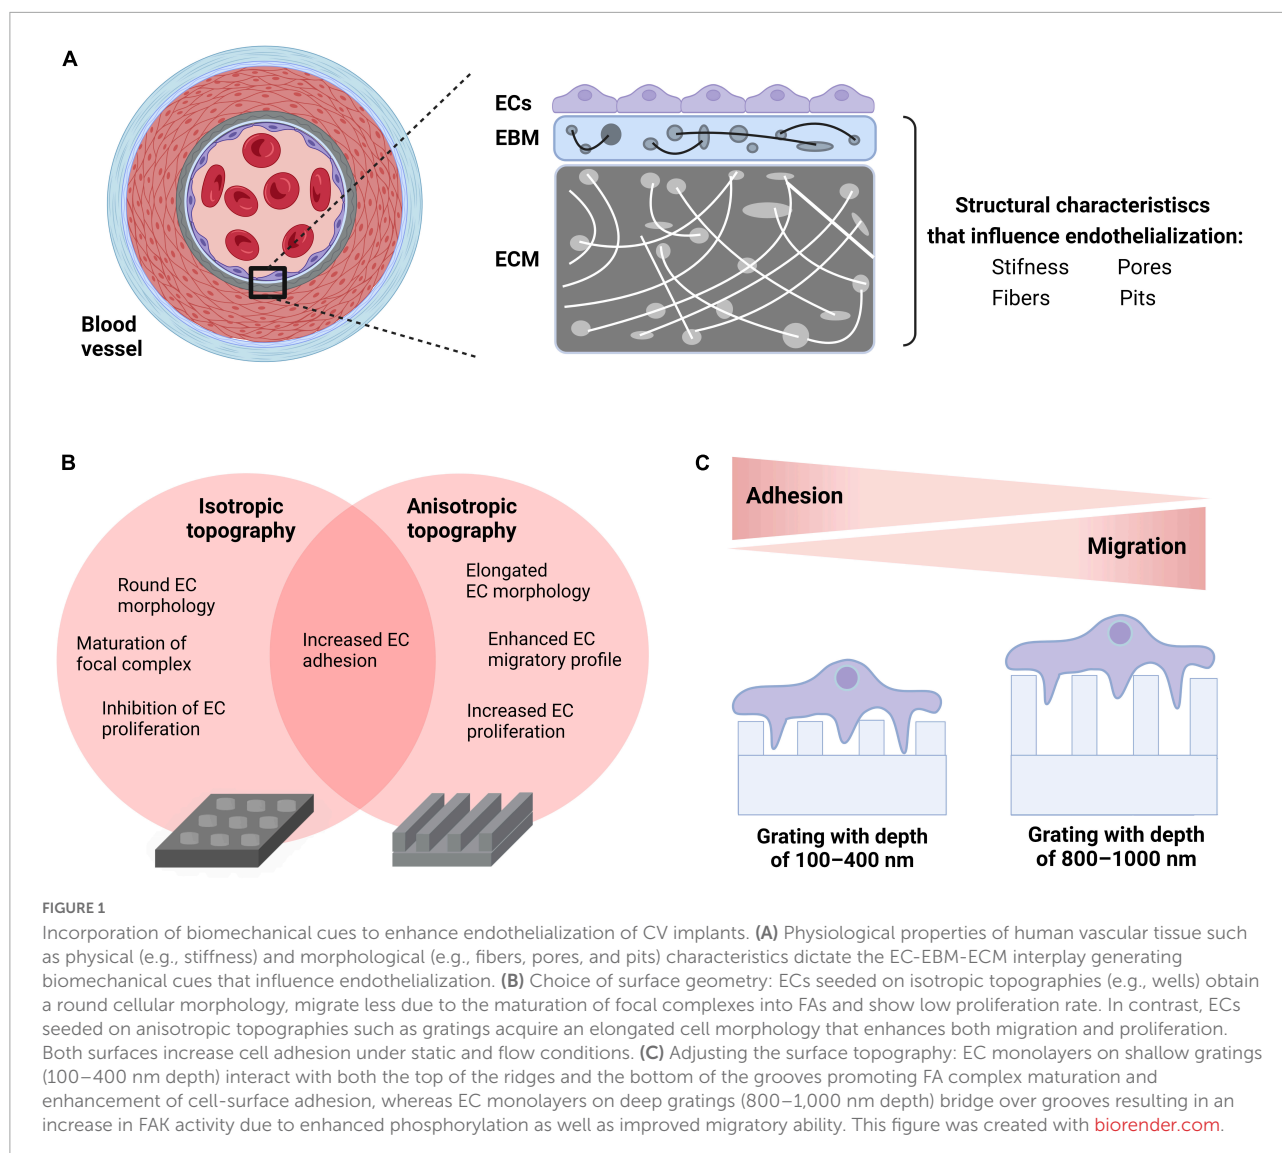 A
ECs
EBM
ECM
Blood
vessel
Structural characteristiscs
that influence endothelialization:
Stifness Pores
Fibers Pits
B
Isotropic
topography
Round EC
morphology
Maturation of
focal complex
Inhibition of EC
proliferation
Increased EC
adhesion
Anisotropic
topography
Elongated
EC morphology
Enhanced EC
migratory profile
Increased EC
proliferation
C
Adhesion
Migration
Grating with depth
of 100–400 nm
Grating with depth
of 800–1000 nm
FIGURE 1
Incorporation of biomechanical cues to enhance endothelialization of CV implants. (A) Physiological properties of human vascular tissue such
as physical (e.g., stiffness) and morphological (e.g., fibers, pores, and pits) characteristics dictate the EC-EBM-ECM interplay generating
biomechanical cues that influence endothelialization. (B) Choice of surface geometry: ECs seeded on isotropic topographies (e.g., wells) obtain
a round cellular morphology, migrate less due to the maturation of focal complexes into FAs and show low proliferation rate. In contrast, ECs
seeded on anisotropic topographies such as gratings acquire an elongated cell morphology that enhances both migration and proliferation.
Both surfaces increase cell adhesion under static and flow conditions. (C) Adjusting the surface topography: EC monolayers on shallow gratings
(100–400 nm depth) interact with both the top of the ridges and the bottom of the grooves promoting FA complex maturation and
enhancement of cell-surface adhesion, whereas EC monolayers on deep gratings (800–1,000 nm depth) bridge over grooves resulting in an
increase in FAK activity due to enhanced phosphorylation as well as improved migratory ability. This figure was created with biorender.com.